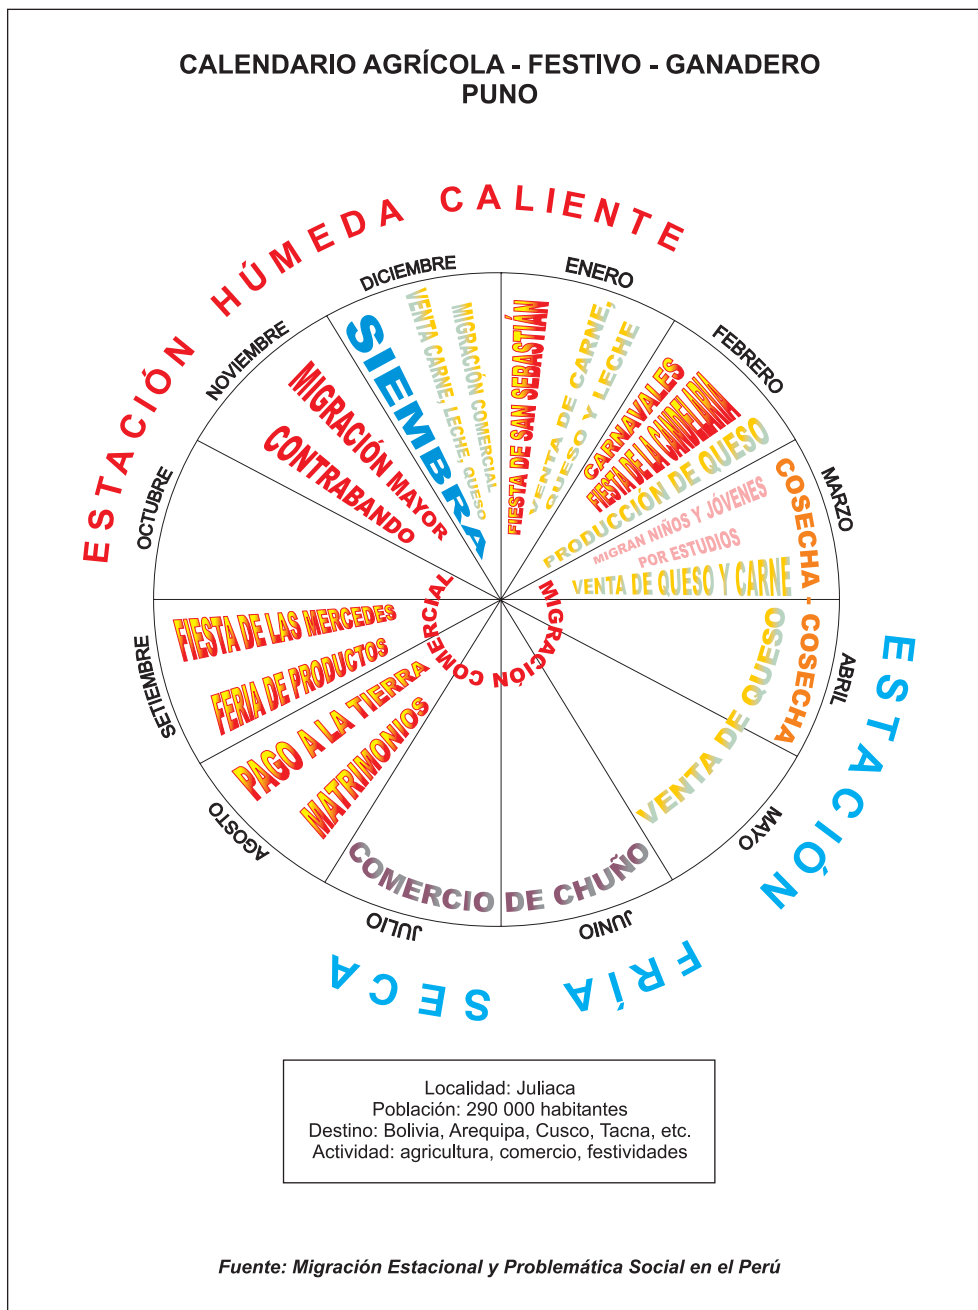 CALENDARIO AGRÍCOLA - FESTIVO - GANADERO
PUNO
ESTACIÓN HÚMEDA CALIENTE
ENERO
FIESTA DE SAN SEBASTIÁN
VENTA DE CARNE,
QUESO Y LECHE
FEBRERO
CARNAVALES
FIESTA DE LA CANDELARIA
PRODUCCIÓN DE QUESO
MARZO
COSECHA - COSECHA
MIGRAN NIÑOS Y JÓVENES
POR ESTUDIOS
VENTA DE QUESO Y CARNE
ABRIL
VENTA DE QUESO
MAYO
JUNIO
COMERCIO DE CHUÑO
JULIO
AGOSTO
PAGO A LA TIERRA
MATRIMONIOS
SETIEMBRE
FIESTA DE LAS MERCEDES
FERIA DE PRODUCTOS
OCTUBRE
NOVIEMBRE
MIGRACIÓN MAYOR
CONTRABANDO
DICIEMBRE
SIEMBRA
VENTA CARNE, LECHE, QUESO
MIGRACIÓN COMERCIAL
MIGRACIÓN COMERCIAL
ESTACIÓN FRÍA SECA
Localidad: Juliaca
Población: 290 000 habitantes
Destino: Bolivia, Arequipa, Cusco, Tacna, etc.
Actividad: agricultura, comercio, festividades
Fuente: Migración Estacional y Problemática Social en el Perú